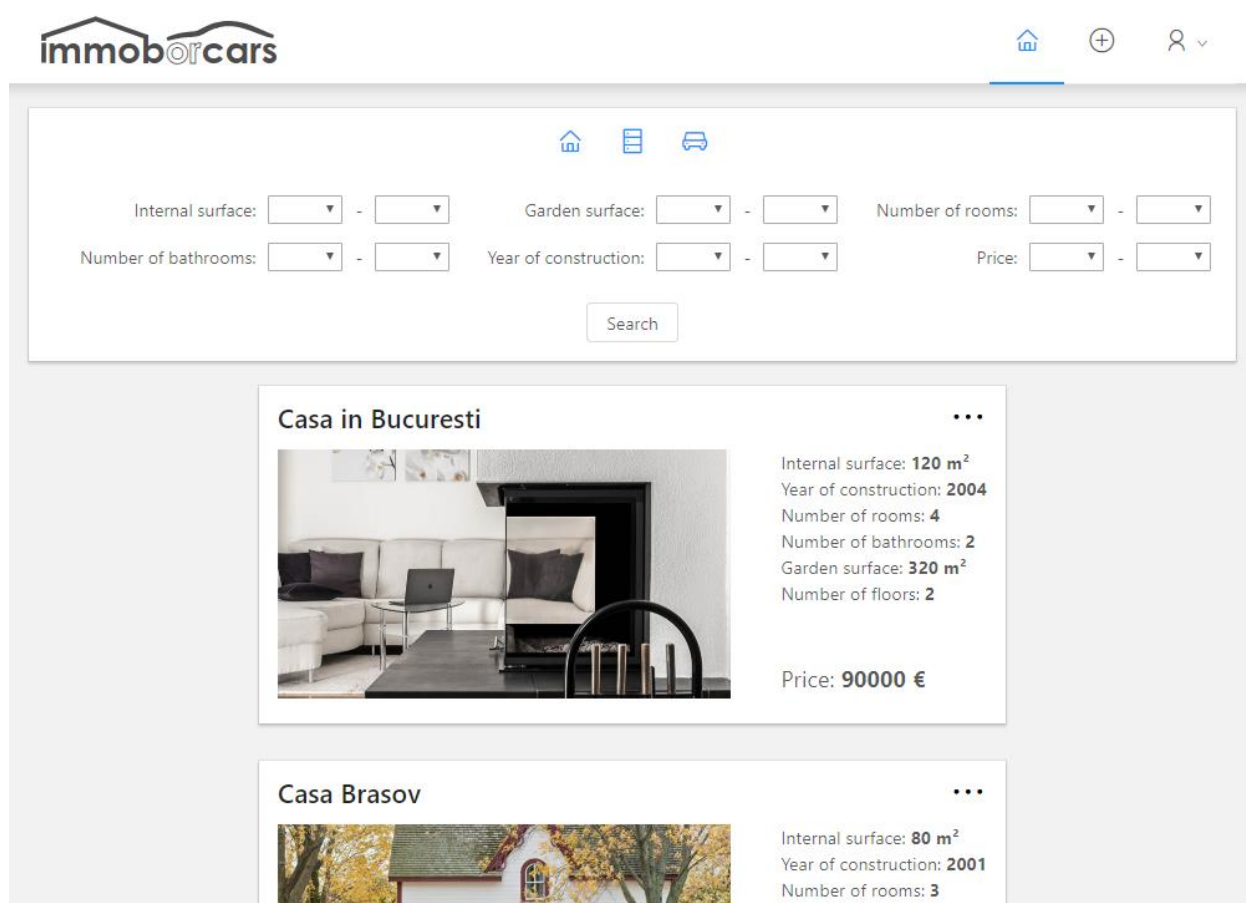 immoborcars
Internal surface: - Garden surface: - Number of rooms: -
Number of bathrooms: - Year of construction: - Price: -
Search
Casa in Bucuresti
Internal surface: 120 m²
Year of construction: 2004
Number of rooms: 4
Number of bathrooms: 2
Garden surface: 320 m²
Number of floors: 2
Price: 90000 €
Casa Brasov
Internal surface: 80 m²
Year of construction: 2001
Number of rooms: 3